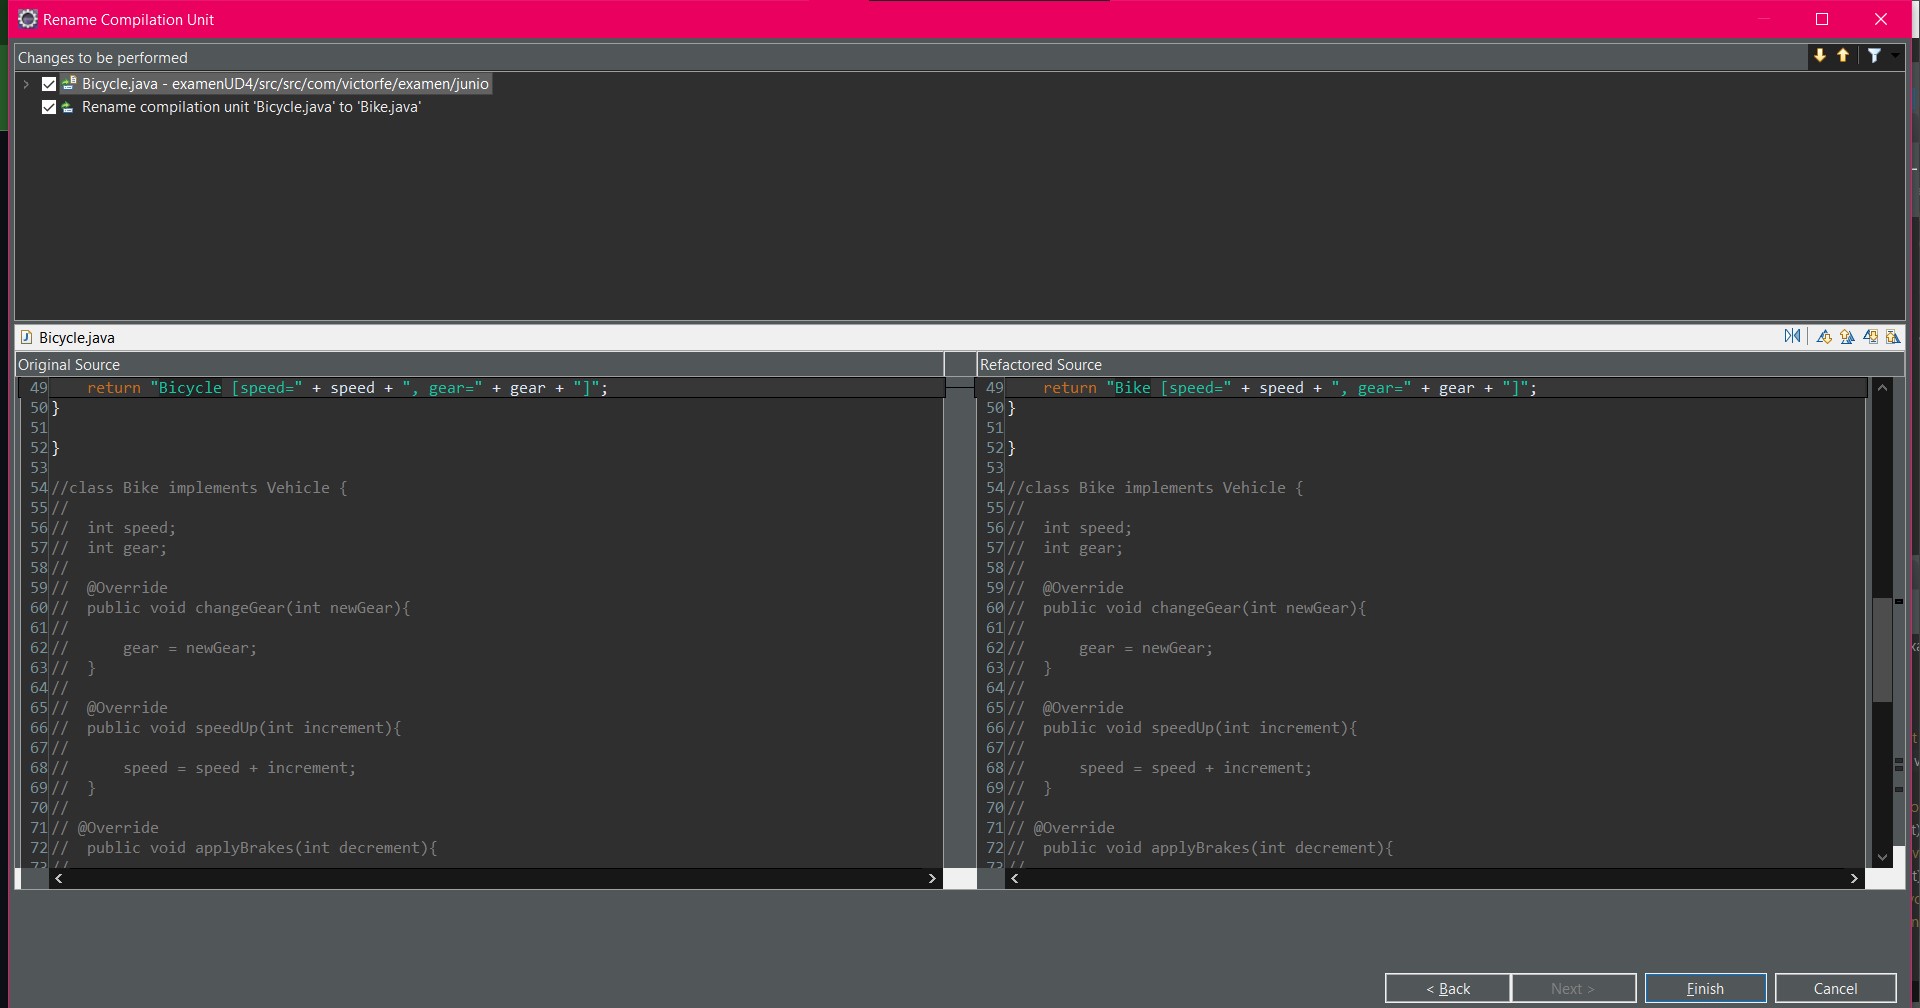 Rename Compilation Unit
Changes to be performed
Bicycle.java - examenUD4/src/src/com/victorfe/examen/junio
Rename compilation unit 'Bicycle.java' to 'Bike.java'
Bicycle.java
Original Source
49 return "Bicycle [speed=" + speed + ", gear=" + gear + "]";
50 }
51
52 }
53
54 //class Bike implements Vehicle {
55 //
56 // int speed;
57 // int gear;
58 //
59 // @Override
60 // public void changeGear(int newGear){
61 //
62 // gear = newGear;
63 // }
64 //
65 // @Override
66 // public void speedUp(int increment){
67 //
68 // speed = speed + increment;
69 // }
70 //
71 // @Override
72 // public void applyBrakes(int decrement){
73 //
Refactored Source
49 return "Bike [speed=" + speed + ", gear=" + gear + "]";
50 }
51
52 }
53
54 //class Bike implements Vehicle {
55 //
56 // int speed;
57 // int gear;
58 //
59 // @Override
60 // public void changeGear(int newGear){
61 //
62 // gear = newGear;
63 // }
64 //
65 // @Override
66 // public void speedUp(int increment){
67 //
68 // speed = speed + increment;
69 // }
70 //
71 // @Override
72 // public void applyBrakes(int decrement){
73 //
< Back
Next >
Finish
Cancel